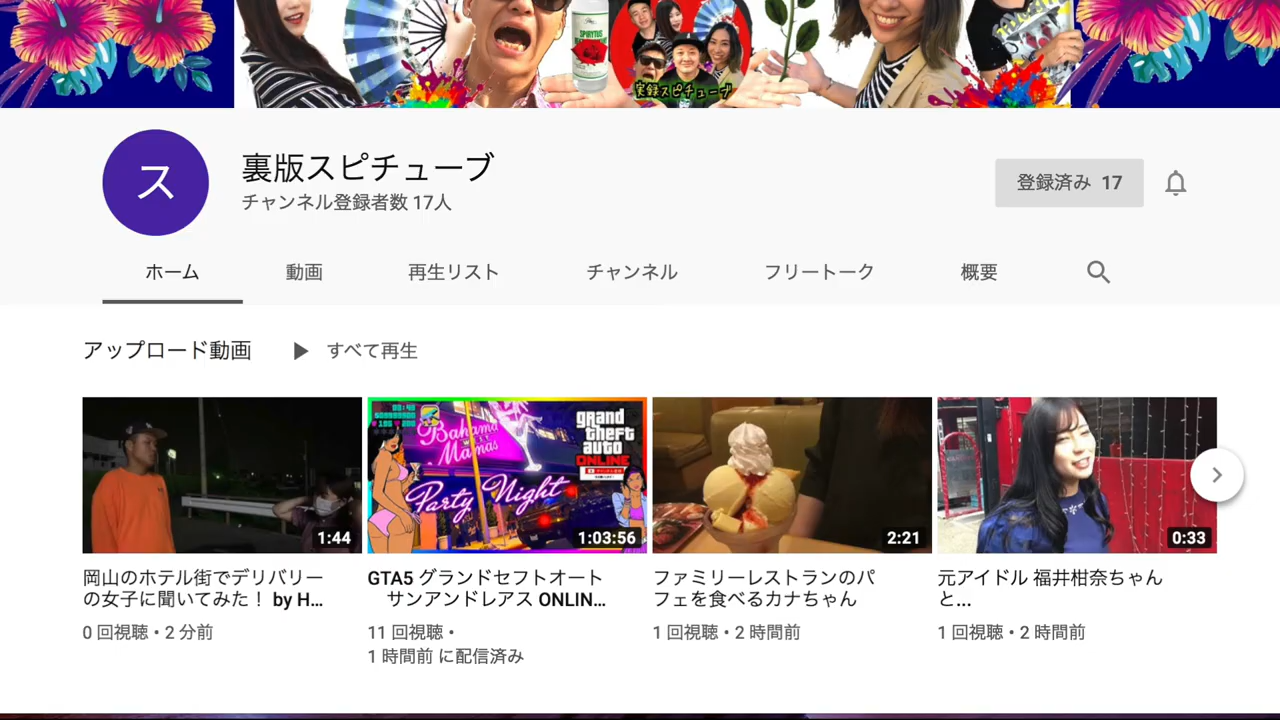 SPIRYTUS
実録スピチューブ
ス
裏版スピチューブ
チャンネル登録者数 17人
登録済み 17
ホーム
動画
再生リスト
チャンネル
フリートーク
概要
アップロード動画
すべて再生
1:44
Bahama
Mamas
Party Night
grand
theft
auto
ONLINE
1:03:56
2:21
0:33
岡山のホテル街でデリバリー
の女子に聞いてみた！ by H...
0 回視聴・2 分前
GTA5 グランドセフトオート
サンアンドレアス ONLIN...
11 回視聴・
1 時間前 に配信済み
ファミリーレストランのパ
フェを食べるカナちゃん
1 回視聴・2 時間前
元アイドル 福井柑奈ちゃん
と...
1 回視聴・2 時間前